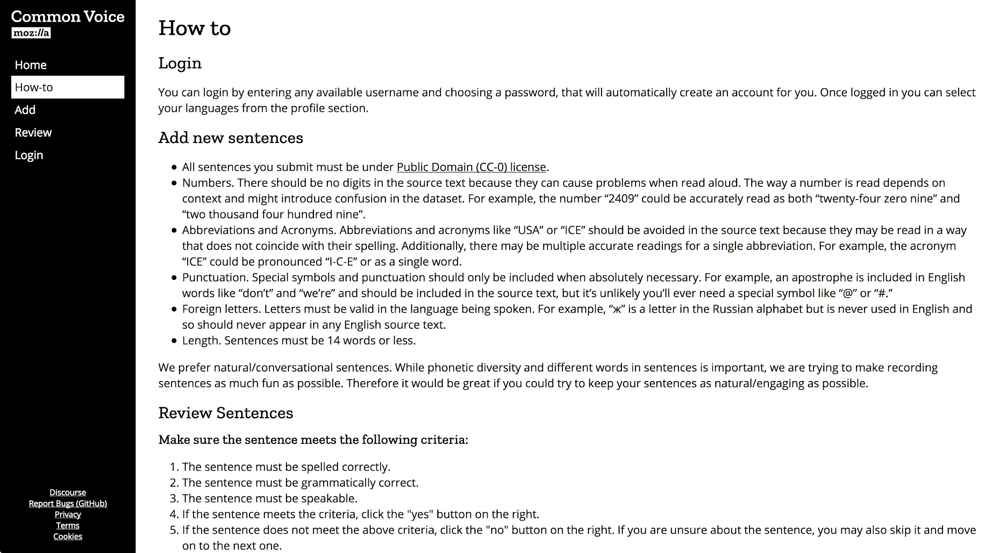 Common Voice
moz://a
Home
How-to
Add
Review
Login
Discourse
Report Bugs (GitHub)
Privacy
Terms
Cookies
How to
Login
You can login by entering any available username and choosing a password, that will automatically create an account for you. Once logged in you can select
your languages from the profile section.
Add new sentences
• All sentences you submit must be under Public Domain (CC-0) license.
• Numbers. There should be no digits in the source text because they can cause problems when read aloud. The way a number is read depends on
context and might introduce confusion in the dataset. For example, the number “2409” could be accurately read as both “twenty-four zero nine” and
“two thousand four hundred nine”.
• Abbreviations and Acronyms. Abbreviations and acronyms like “USA” or “ICE” should be avoided in the source text because they may be read in a way
that does not coincide with their spelling. Additionally, there may be multiple accurate readings for a single abbreviation. For example, the acronym
“ICE” could be pronounced “I-C-E” or as a single word.
• Punctuation. Special symbols and punctuation should only be included when absolutely necessary. For example, an apostrophe is included in English
words like “don’t” and “we’re” and should be included in the source text, but it’s unlikely you’ll ever need a special symbol like “@” or “#.”
• Foreign letters. Letters must be valid in the language being spoken. For example, “ж” is a letter in the Russian alphabet but is never used in English and
so should never appear in any English source text.
• Length. Sentences must be 14 words or less.
We prefer natural/conversational sentences. While phonetic diversity and different words in sentences is important, we are trying to make recording
sentences as much fun as possible. Therefore it would be great if you could try to keep your sentences as natural/engaging as possible.
Review Sentences
Make sure the sentence meets the following criteria:
1. The sentence must be spelled correctly.
2. The sentence must be grammatically correct.
3. The sentence must be speakable.
4. If the sentence meets the criteria, click the "yes" button on the right.
5. If the sentence does not meet the above criteria, click the "no" button on the right. If you are unsure about the sentence, you may also skip it and move
on to the next one.